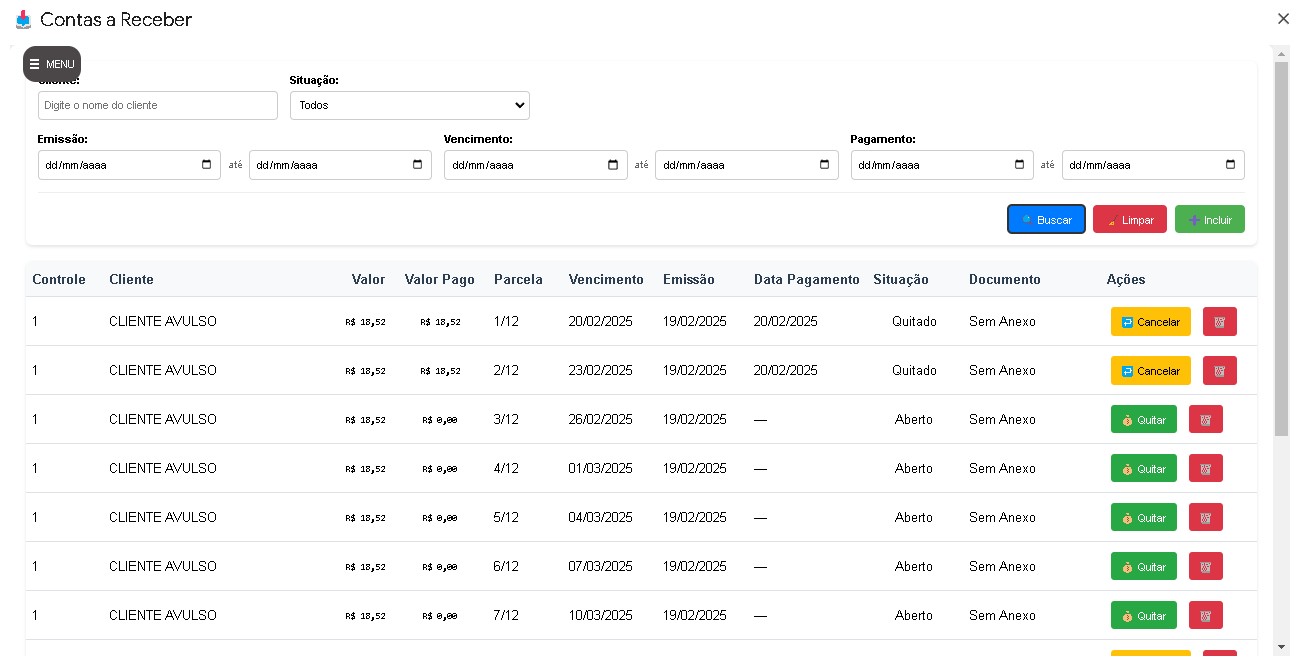 Contas a Receber
MENU
Cliente:
Situação:
Digite o nome do cliente
Todos
Emissão:
Vencimento:
Pagamento:
dd/mm/aaaa até dd/mm/aaaa dd/mm/aaaa até dd/mm/aaaa dd/mm/aaaa até dd/mm/aaaa
Buscar Limpar Incluir
Controle Cliente Valor Valor Pago Parcela Vencimento Emissão Data Pagamento Situação Documento Ações
1 CLIENTE AVULSO R$ 18,52 R$ 18,52 1/12 20/02/2025 19/02/2025 20/02/2025 Quitado Sem Anexo Cancelar
1 CLIENTE AVULSO R$ 18,52 R$ 18,52 2/12 23/02/2025 19/02/2025 20/02/2025 Quitado Sem Anexo Cancelar
1 CLIENTE AVULSO R$ 18,52 R$ 0,00 3/12 26/02/2025 19/02/2025 — Aberto Sem Anexo Quitar
1 CLIENTE AVULSO R$ 18,52 R$ 0,00 4/12 01/03/2025 19/02/2025 — Aberto Sem Anexo Quitar
1 CLIENTE AVULSO R$ 18,52 R$ 0,00 5/12 04/03/2025 19/02/2025 — Aberto Sem Anexo Quitar
1 CLIENTE AVULSO R$ 18,52 R$ 0,00 6/12 07/03/2025 19/02/2025 — Aberto Sem Anexo Quitar
1 CLIENTE AVULSO R$ 18,52 R$ 0,00 7/12 10/03/2025 19/02/2025 — Aberto Sem Anexo Quitar